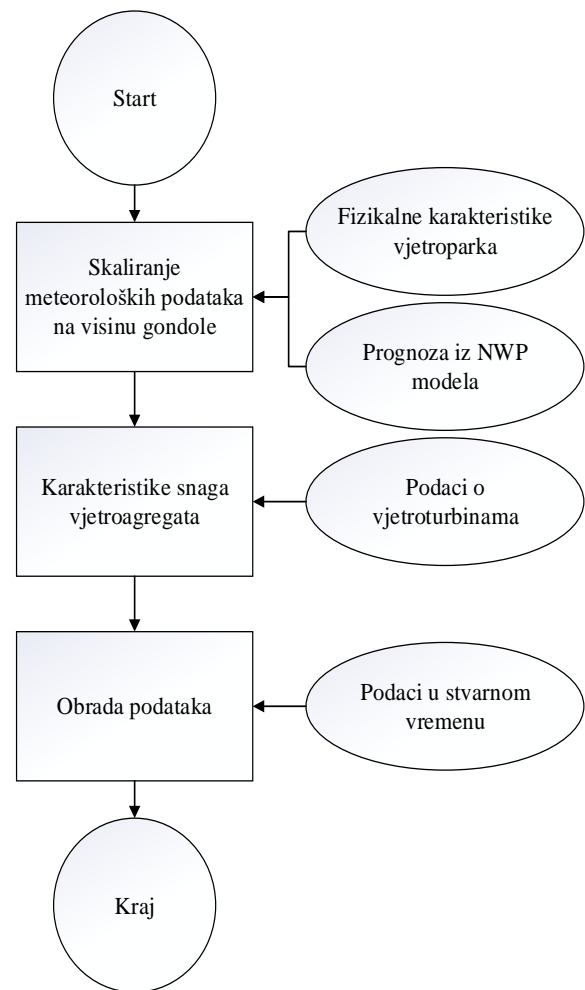 Start
Skaliranje
meteoroloških podataka
na visinu gondole
Fizikalne karakteristike
vjetroparka
Prognoza iz NWP
modela
Karakteristike snaga
vjetroagregata
Podaci o
vjetroturbinama
Obrada podataka
Podaci u stvarnom
vremenu
Kraj